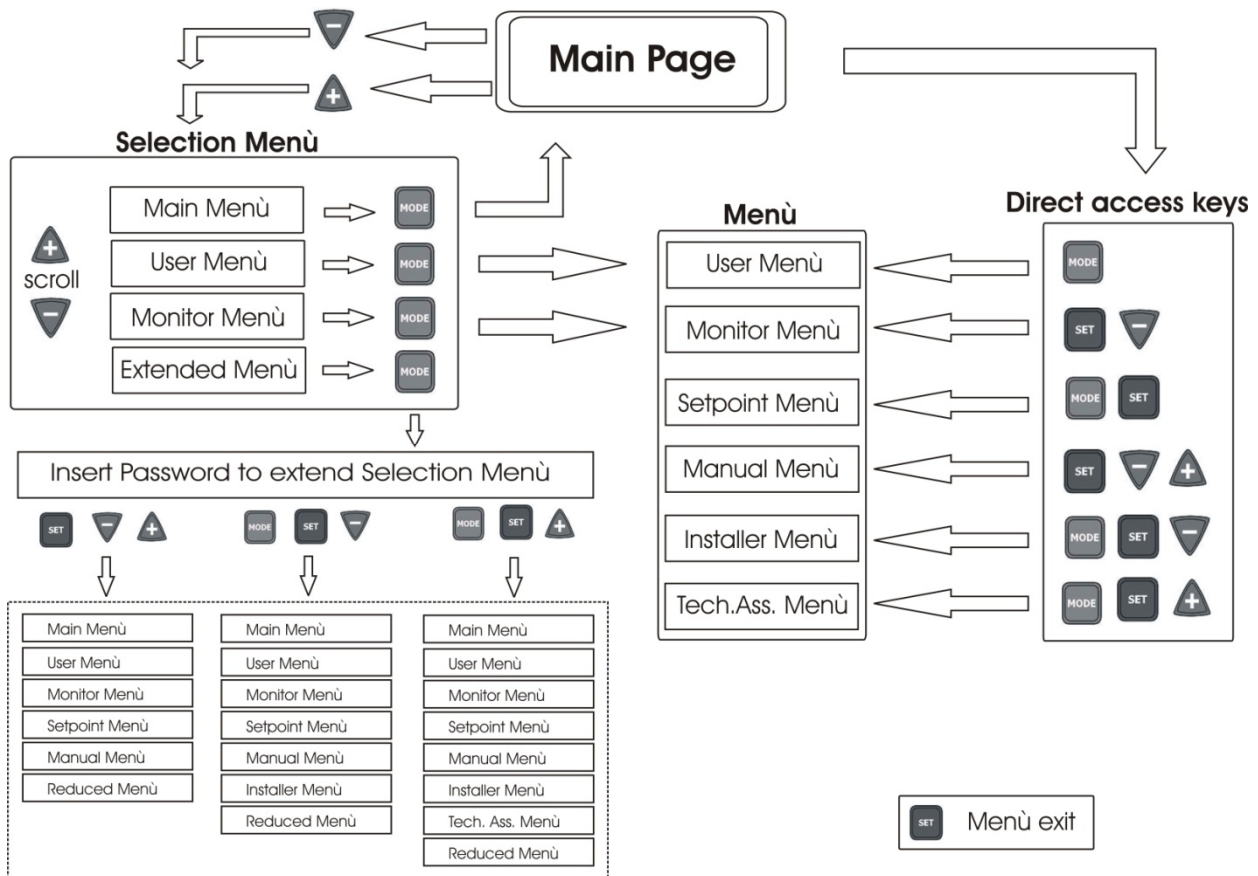 Main Page
Selection Menù
Main Menù
MODE
User Menù
MODE
scroll
Monitor Menù
MODE
Extended Menù
MODE
Insert Password to extend Selection Menù
SET
MODE
SET
MODE
SET
Main Menù
User Menù
Monitor Menù
Setpoint Menù
Manual Menù
Reduced Menù
Main Menù
User Menù
Monitor Menù
Setpoint Menù
Manual Menù
Installer Menù
Reduced Menù
Main Menù
User Menù
Monitor Menù
Setpoint Menù
Manual Menù
Installer Menù
Tech. Ass. Menù
Reduced Menù
Menù
User Menù
Monitor Menù
Setpoint Menù
Manual Menù
Installer Menù
Tech.Ass. Menù
Direct access keys
MODE
SET
MODE SET
SET
MODE SET
MODE SET
SET Menù exit